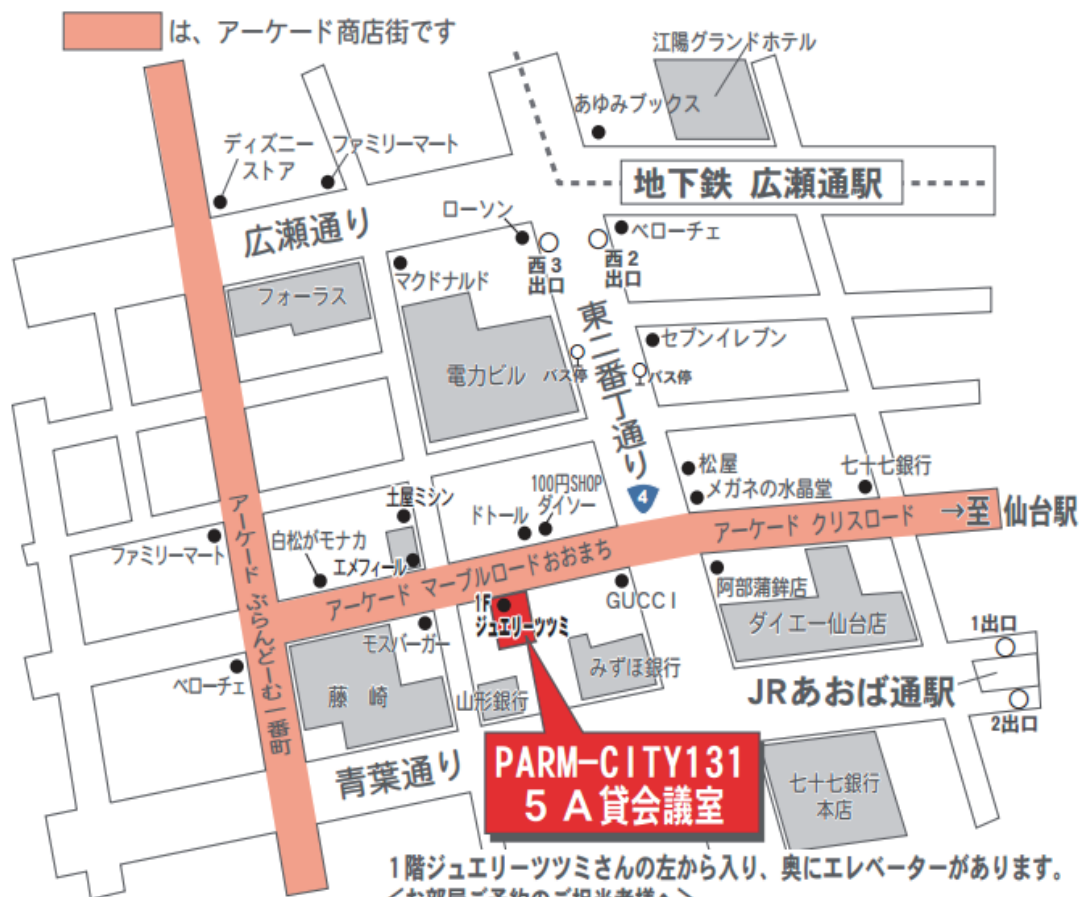 は、アーケード商店街です
江陽グランドホテル
あゆみブックス
ディズニー
ストア
ファミリーマート
地下鉄 広瀬通駅
ローソン
広瀬通り
ベローチェ
西3
出口
西2
出口
マクドナルド
フォーラス
東二番丁通り
セブンイレブン
電力ビル
バス停
バス停
松屋
七十七銀行
メガネの水晶堂
100円SHOP
ダイソー
4
土屋ミシン
ドトール
アーケード クリスロード
→至 仙台駅
ファミリーマート
白松がモナカ
エメフィール
アーケード マーブルロードおおまち
アーケード ぶらんどーむ一番町
阿部蒲鉾店
GUCCI
1F
ジュエリーツツミ
ダイエー仙台店
1出口
モスバーガー
みずほ銀行
ベローチェ
藤崎
山形銀行
JRあおば通駅
2出口
青葉通り
PARM-CITY131
5A貸会議室
七十七銀行
本店
1階ジュエリーツツミさんの左から入り、奥にエレベーターがあります。